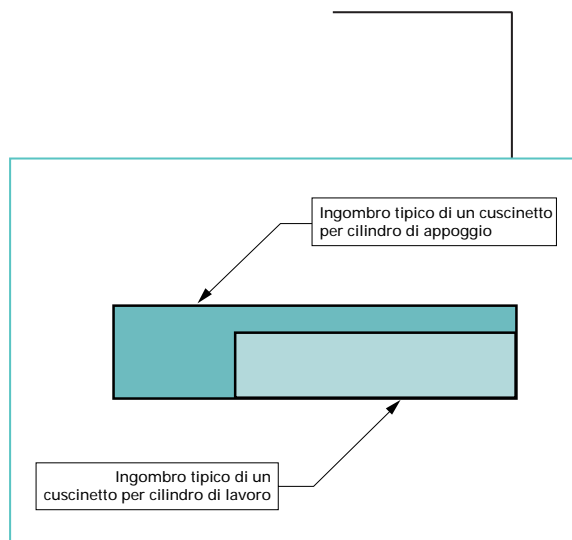 Ingombro tipico di un cuscinetto
per cilindro di appoggio
Ingombro tipico di un
cuscinetto per cilindro di lavoro